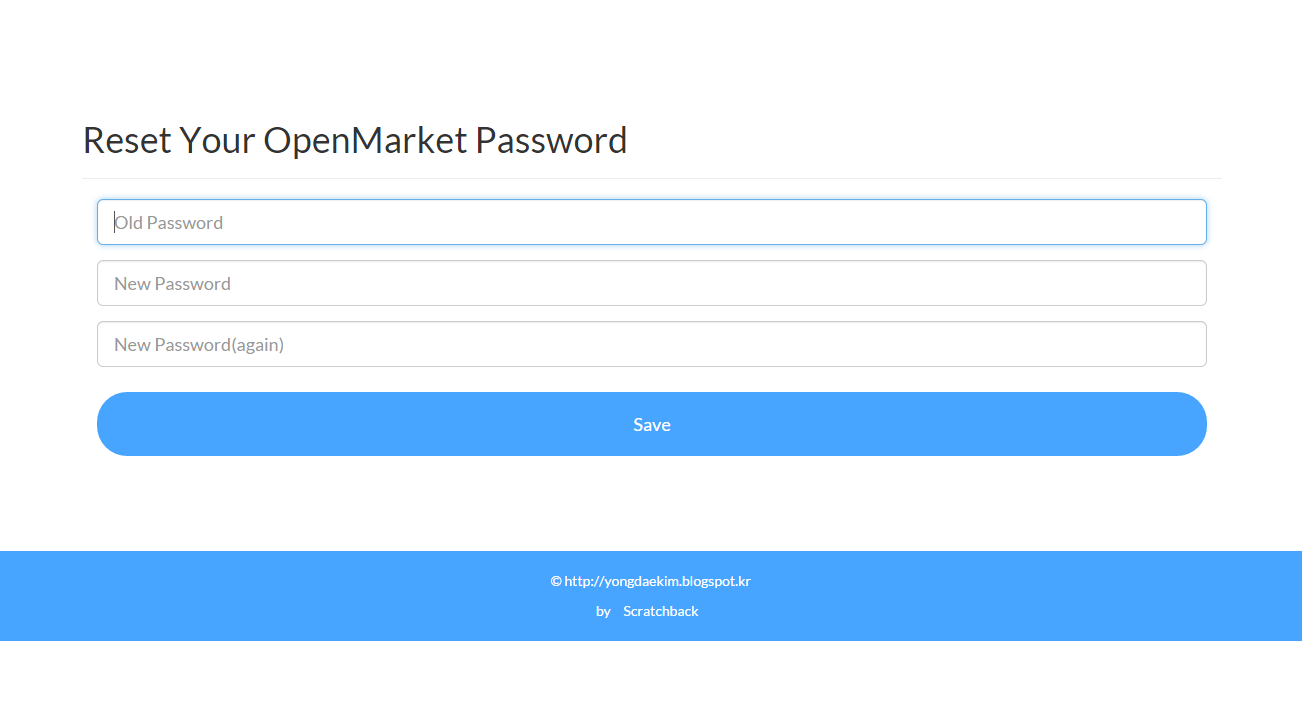 Reset Your OpenMarket Password
Old Password
New Password
New Password(again)
Save
© http://yongdaekim.blogspot.kr
by Scratchback